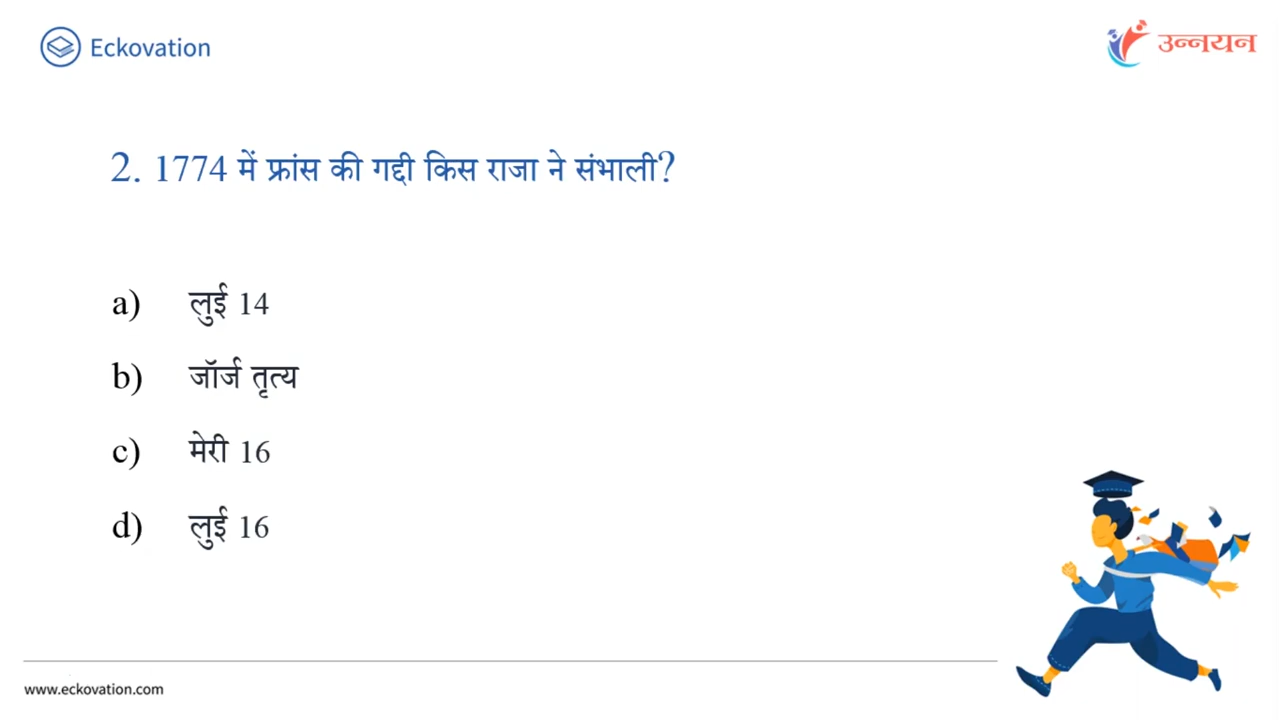 Eckovation
उन्नयन
2. 1774 में फ्रांस की गद्दी किस राजा ने संभाली?
a) लुई 14
b) जॉर्ज तृत्य
c) मेरी 16
d) लुई 16
www.eckovation.com